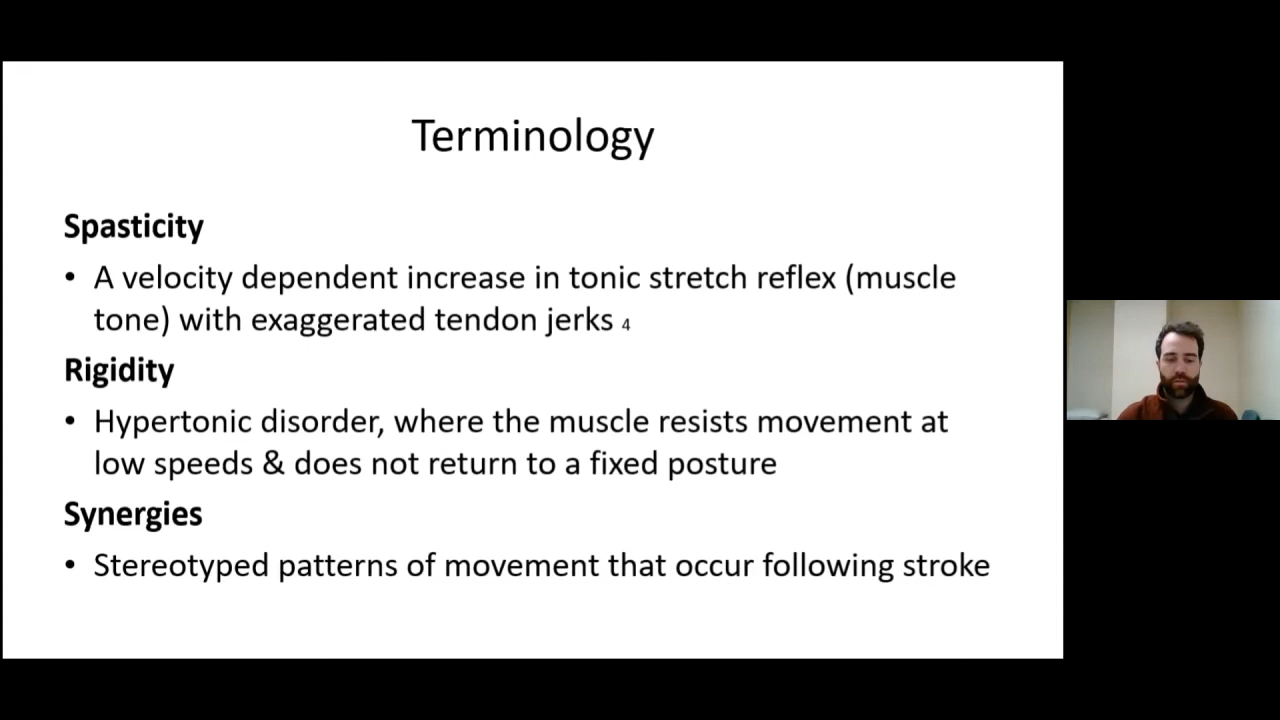 Terminology
Spasticity
• A velocity dependent increase in tonic stretch reflex (muscle
tone) with exaggerated tendon jerks 4
Rigidity
• Hypertonic disorder, where the muscle resists movement at
low speeds & does not return to a fixed posture
Synergies
• Stereotyped patterns of movement that occur following stroke